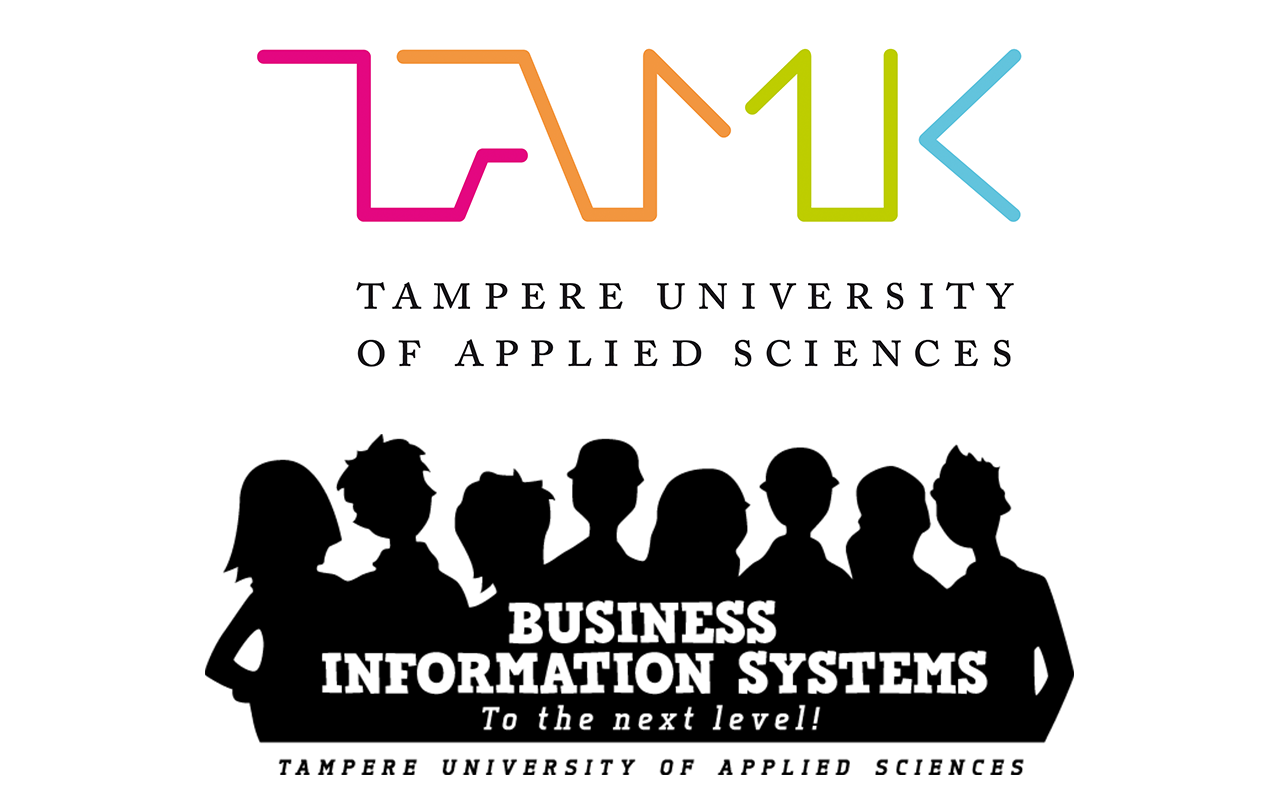 TAMK
TAMPERE UNIVERSITY
OF APPLIED SCIENCES
BUSINESS
INFORMATION SYSTEMS
To the next level!
TAMPERE UNIVERSITY OF APPLIED SCIENCES